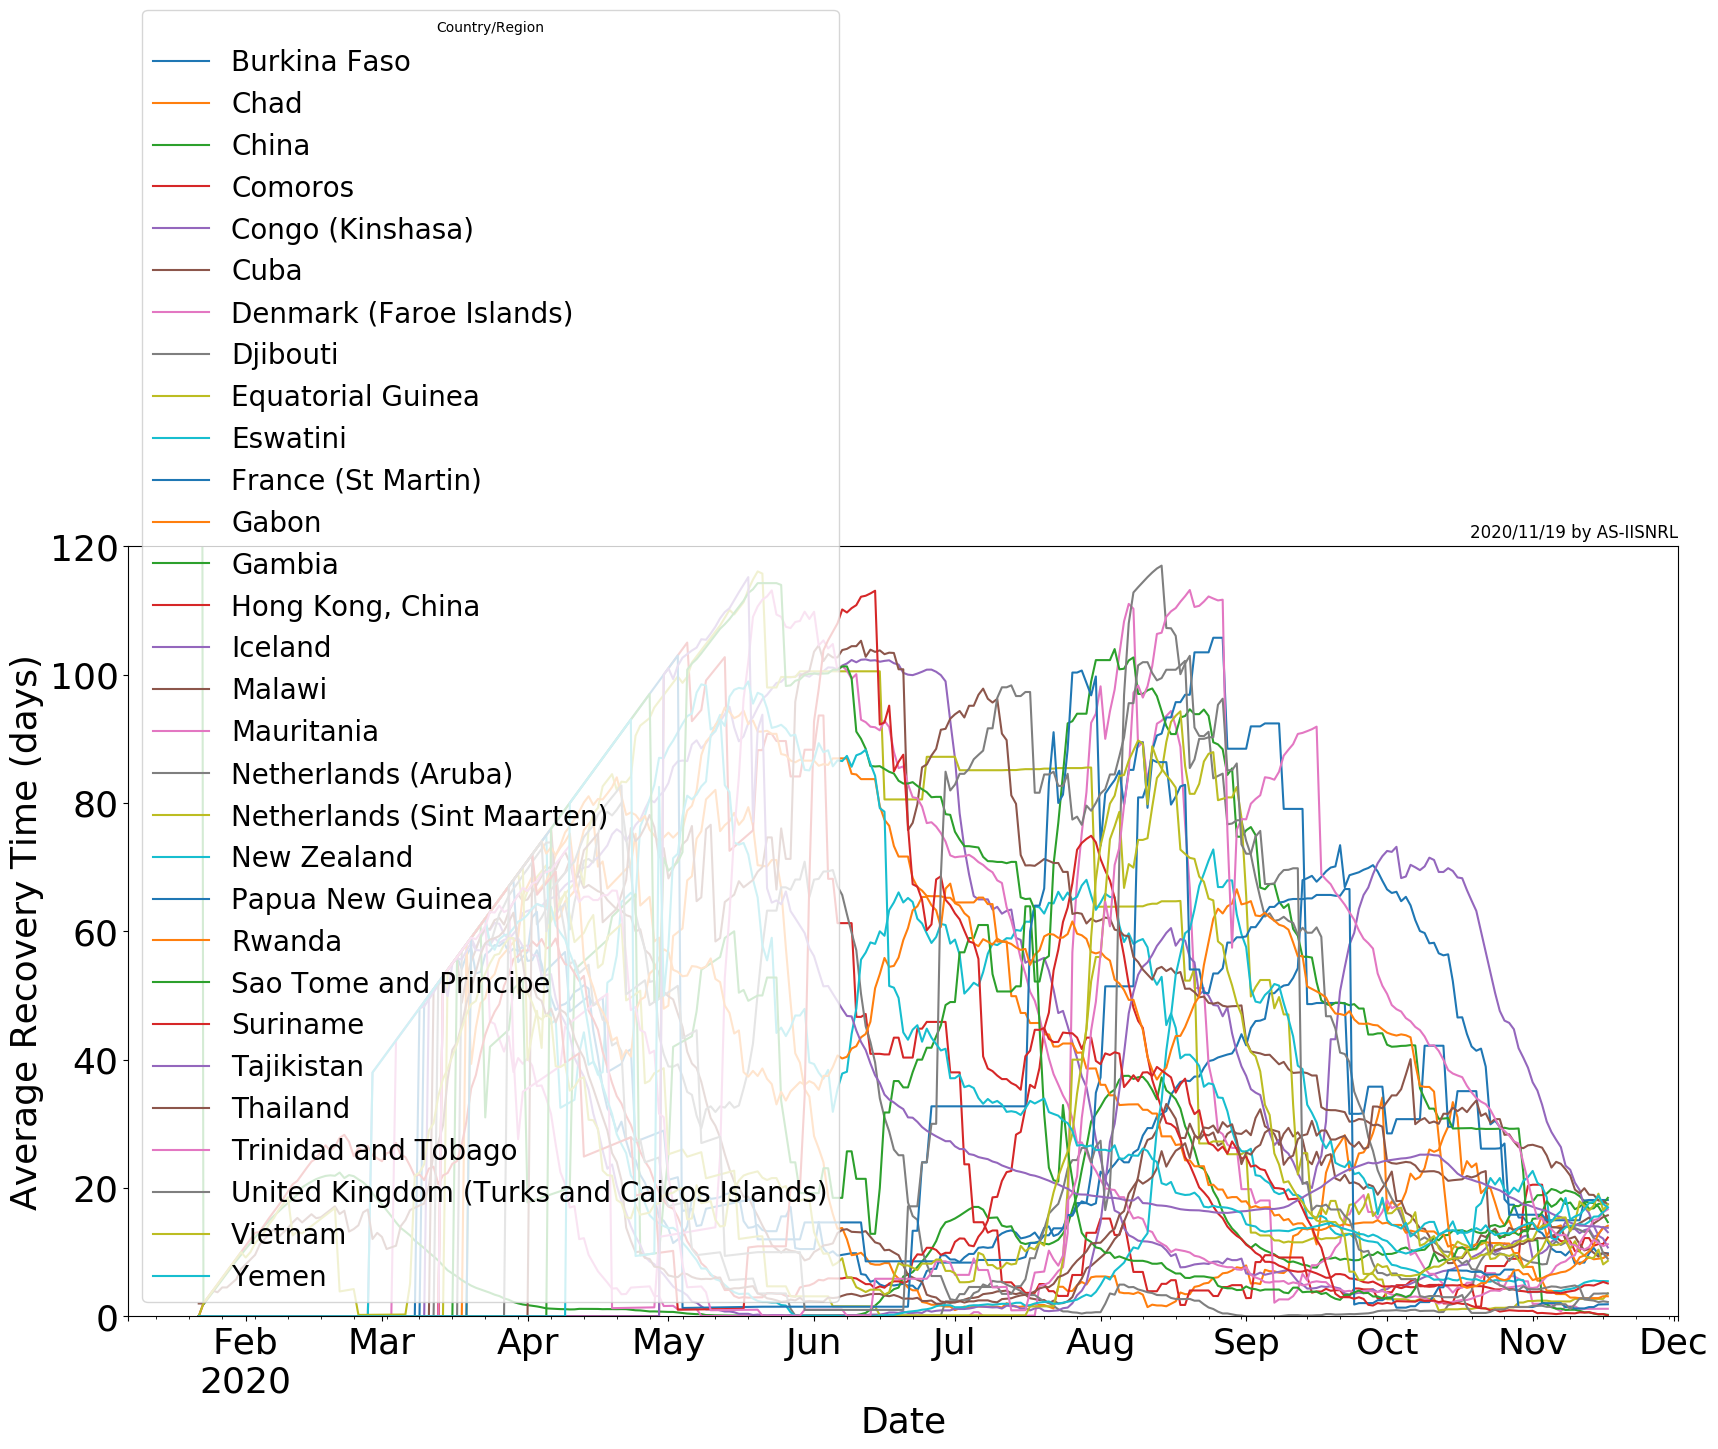 Country/Region
Burkina Faso
Chad
China
Comoros
Congo (Kinshasa)
Cuba
Denmark (Faroe Islands)
Djibouti
Equatorial Guinea
Eswatini
France (St Martin)
Gabon
Gambia
Hong Kong, China
Iceland
Malawi
Mauritania
Netherlands (Aruba)
Netherlands (Sint Maarten)
New Zealand
Papua New Guinea
Rwanda
Sao Tome and Principe
Suriname
Tajikistan
Thailand
Trinidad and Tobago
United Kingdom (Turks and Caicos Islands)
Vietnam
Yemen
2020/11/19 by AS-IISNRL
120
100
80
60
40
20
0
Average Recovery Time (days)
Feb Mar Apr May Jun Jul Aug Sep Oct Nov Dec
2020
Date